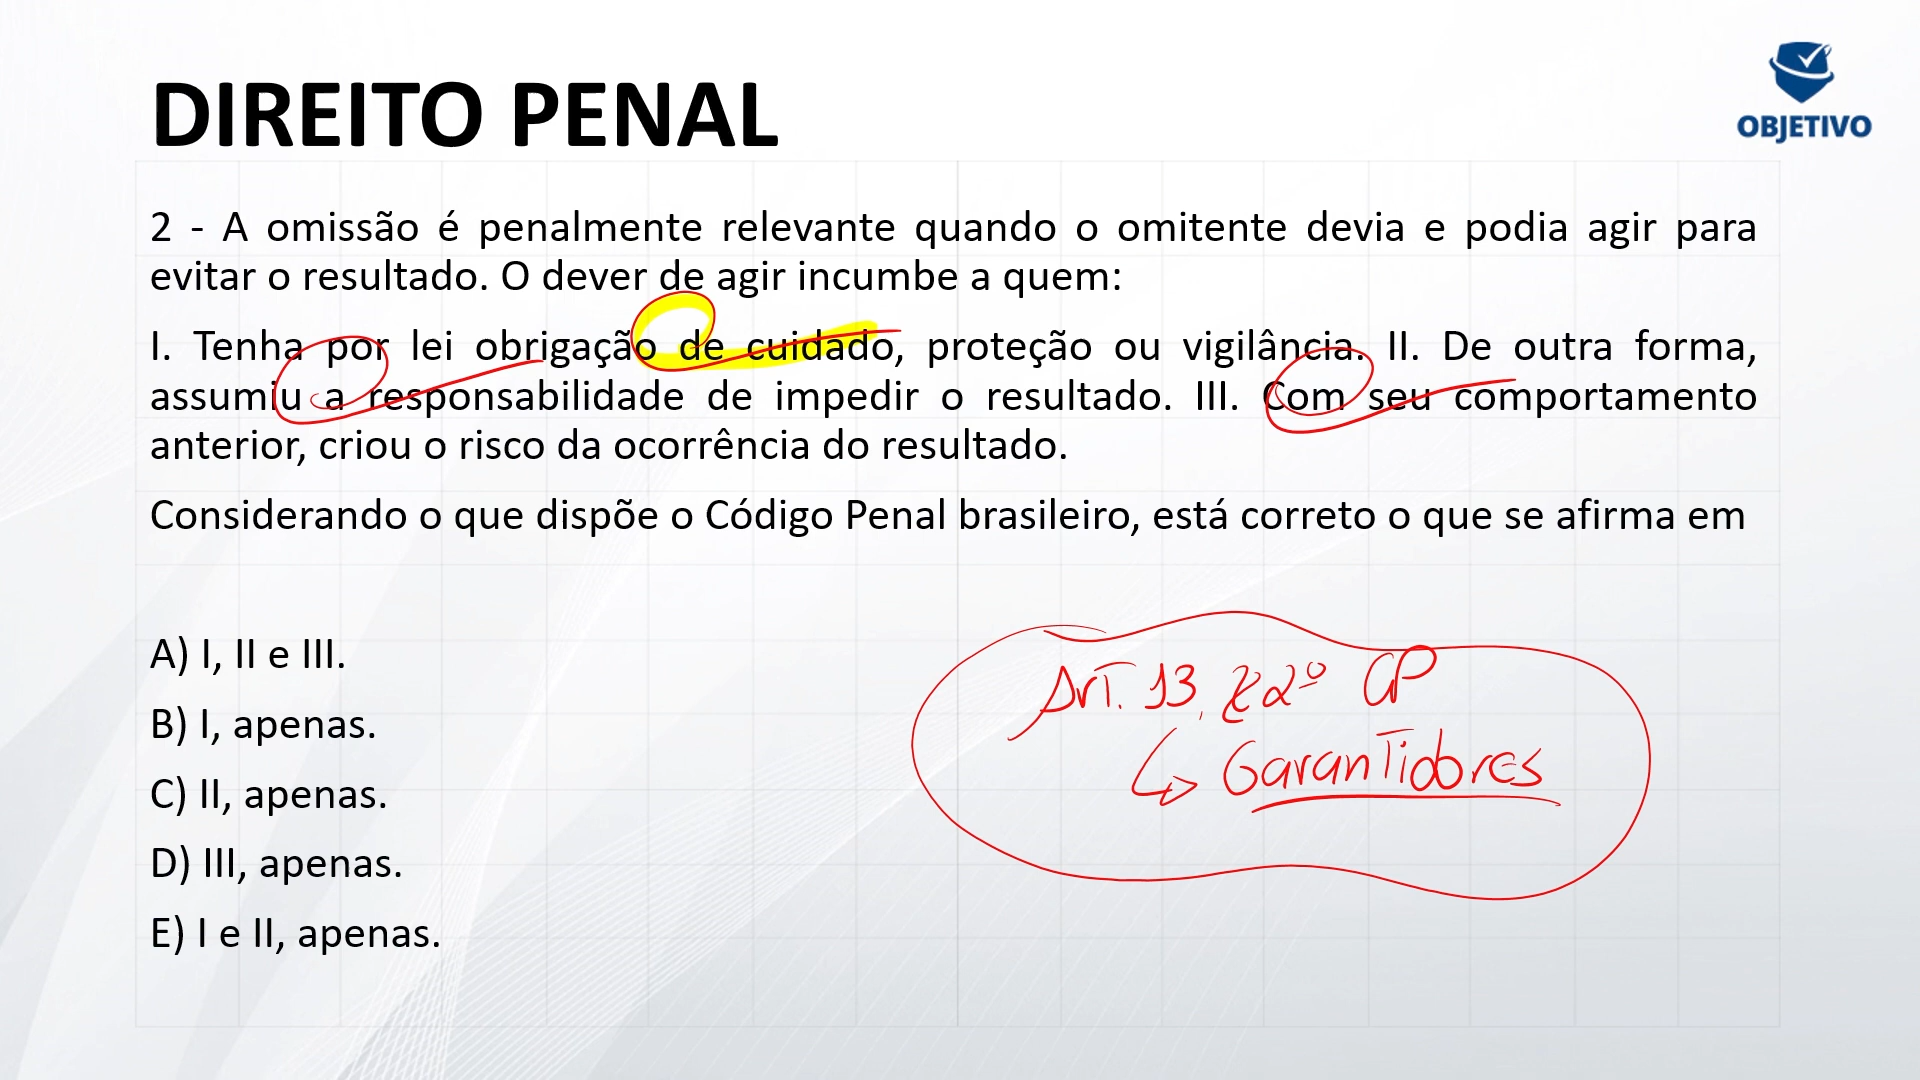 DIREITO PENAL
OBJETIVO
2 - A omissão é penalmente relevante quando o omitente devia e podia agir para
evitar o resultado. O dever de agir incumbe a quem:
I. Tenha por lei obrigação de cuidado, proteção ou vigilância. II. De outra forma,
assumiu a responsabilidade de impedir o resultado. III. Com seu comportamento
anterior, criou o risco da ocorrência do resultado.
Considerando o que dispõe o Código Penal brasileiro, está correto o que se afirma em
A) I, II e III.
B) I, apenas.
C) II, apenas.
D) III, apenas.
E) I e II, apenas.
Art. 13, §2º CP
↳ Garantidores